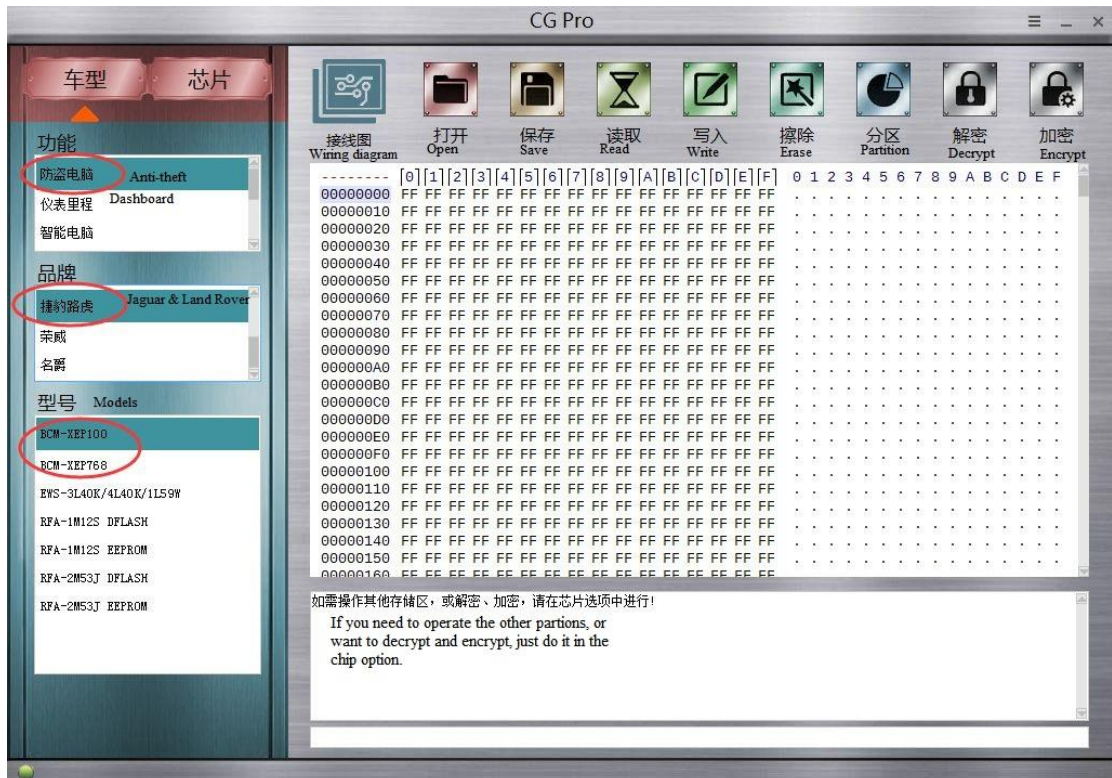 CG Pro
车型 芯片
功能
防盗电脑 Anti-theft
仪表里程 Dashboard
智能电脑
品牌
捷豹路虎 Jaguar & Land Rover
荣威
名爵
型号 Models
BCM-XEP100
BCM-XEP768
EWS-3L40K/4L40K/1L59W
RFA-1M12S DFLASH
RFA-1M12S EEPROM
RFA-2M53J DFLASH
RFA-2M53J EEPROM
接线图 打开 保存 读取 写入 擦除 分区 解密 加密
Wiring diagram Open Save Read Write Erase Partition Decrypt Encrypt
-------- [0][1][2][3][4][5][6][7][8][9][A][B][C][D][E][F] 0 1 2 3 4 5 6 7 8 9 A B C D E F
00000000 FF FF FF FF FF FF FF FF FF FF FF FF FF FF FF FF . . . . . . . . . . . . . . . .
00000010 FF FF FF FF FF FF FF FF FF FF FF FF FF FF FF FF . . . . . . . . . . . . . . . .
00000020 FF FF FF FF FF FF FF FF FF FF FF FF FF FF FF FF . . . . . . . . . . . . . . . .
00000030 FF FF FF FF FF FF FF FF FF FF FF FF FF FF FF FF . . . . . . . . . . . . . . . .
00000040 FF FF FF FF FF FF FF FF FF FF FF FF FF FF FF FF . . . . . . . . . . . . . . . .
00000050 FF FF FF FF FF FF FF FF FF FF FF FF FF FF FF FF . . . . . . . . . . . . . . . .
00000060 FF FF FF FF FF FF FF FF FF FF FF FF FF FF FF FF . . . . . . . . . . . . . . . .
00000070 FF FF FF FF FF FF FF FF FF FF FF FF FF FF FF FF . . . . . . . . . . . . . . . .
00000080 FF FF FF FF FF FF FF FF FF FF FF FF FF FF FF FF . . . . . . . . . . . . . . . .
00000090 FF FF FF FF FF FF FF FF FF FF FF FF FF FF FF FF . . . . . . . . . . . . . . . .
000000A0 FF FF FF FF FF FF FF FF FF FF FF FF FF FF FF FF . . . . . . . . . . . . . . . .
000000B0 FF FF FF FF FF FF FF FF FF FF FF FF FF FF FF FF . . . . . . . . . . . . . . . .
000000C0 FF FF FF FF FF FF FF FF FF FF FF FF FF FF FF FF . . . . . . . . . . . . . . . .
000000D0 FF FF FF FF FF FF FF FF FF FF FF FF FF FF FF FF . . . . . . . . . . . . . . . .
000000E0 FF FF FF FF FF FF FF FF FF FF FF FF FF FF FF FF . . . . . . . . . . . . . . . .
000000F0 FF FF FF FF FF FF FF FF FF FF FF FF FF FF FF FF . . . . . . . . . . . . . . . .
00000100 FF FF FF FF FF FF FF FF FF FF FF FF FF FF FF FF . . . . . . . . . . . . . . . .
00000110 FF FF FF FF FF FF FF FF FF FF FF FF FF FF FF FF . . . . . . . . . . . . . . . .
00000120 FF FF FF FF FF FF FF FF FF FF FF FF FF FF FF FF . . . . . . . . . . . . . . . .
00000130 FF FF FF FF FF FF FF FF FF FF FF FF FF FF FF FF . . . . . . . . . . . . . . . .
00000140 FF FF FF FF FF FF FF FF FF FF FF FF FF FF FF FF . . . . . . . . . . . . . . . .
00000150 FF FF FF FF FF FF FF FF FF FF FF FF FF FF FF FF . . . . . . . . . . . . . . . .
00000160 FF FF FF FF FF FF FF FF FF FF FF FF FF FF FF FF . . . . . . . . . . . . . . . .
如需操作其他存储区，或解密、加密，请在芯片选项中进行!
If you need to operate the other partions, or
want to decrypt and encrypt, just do it in the
chip option.